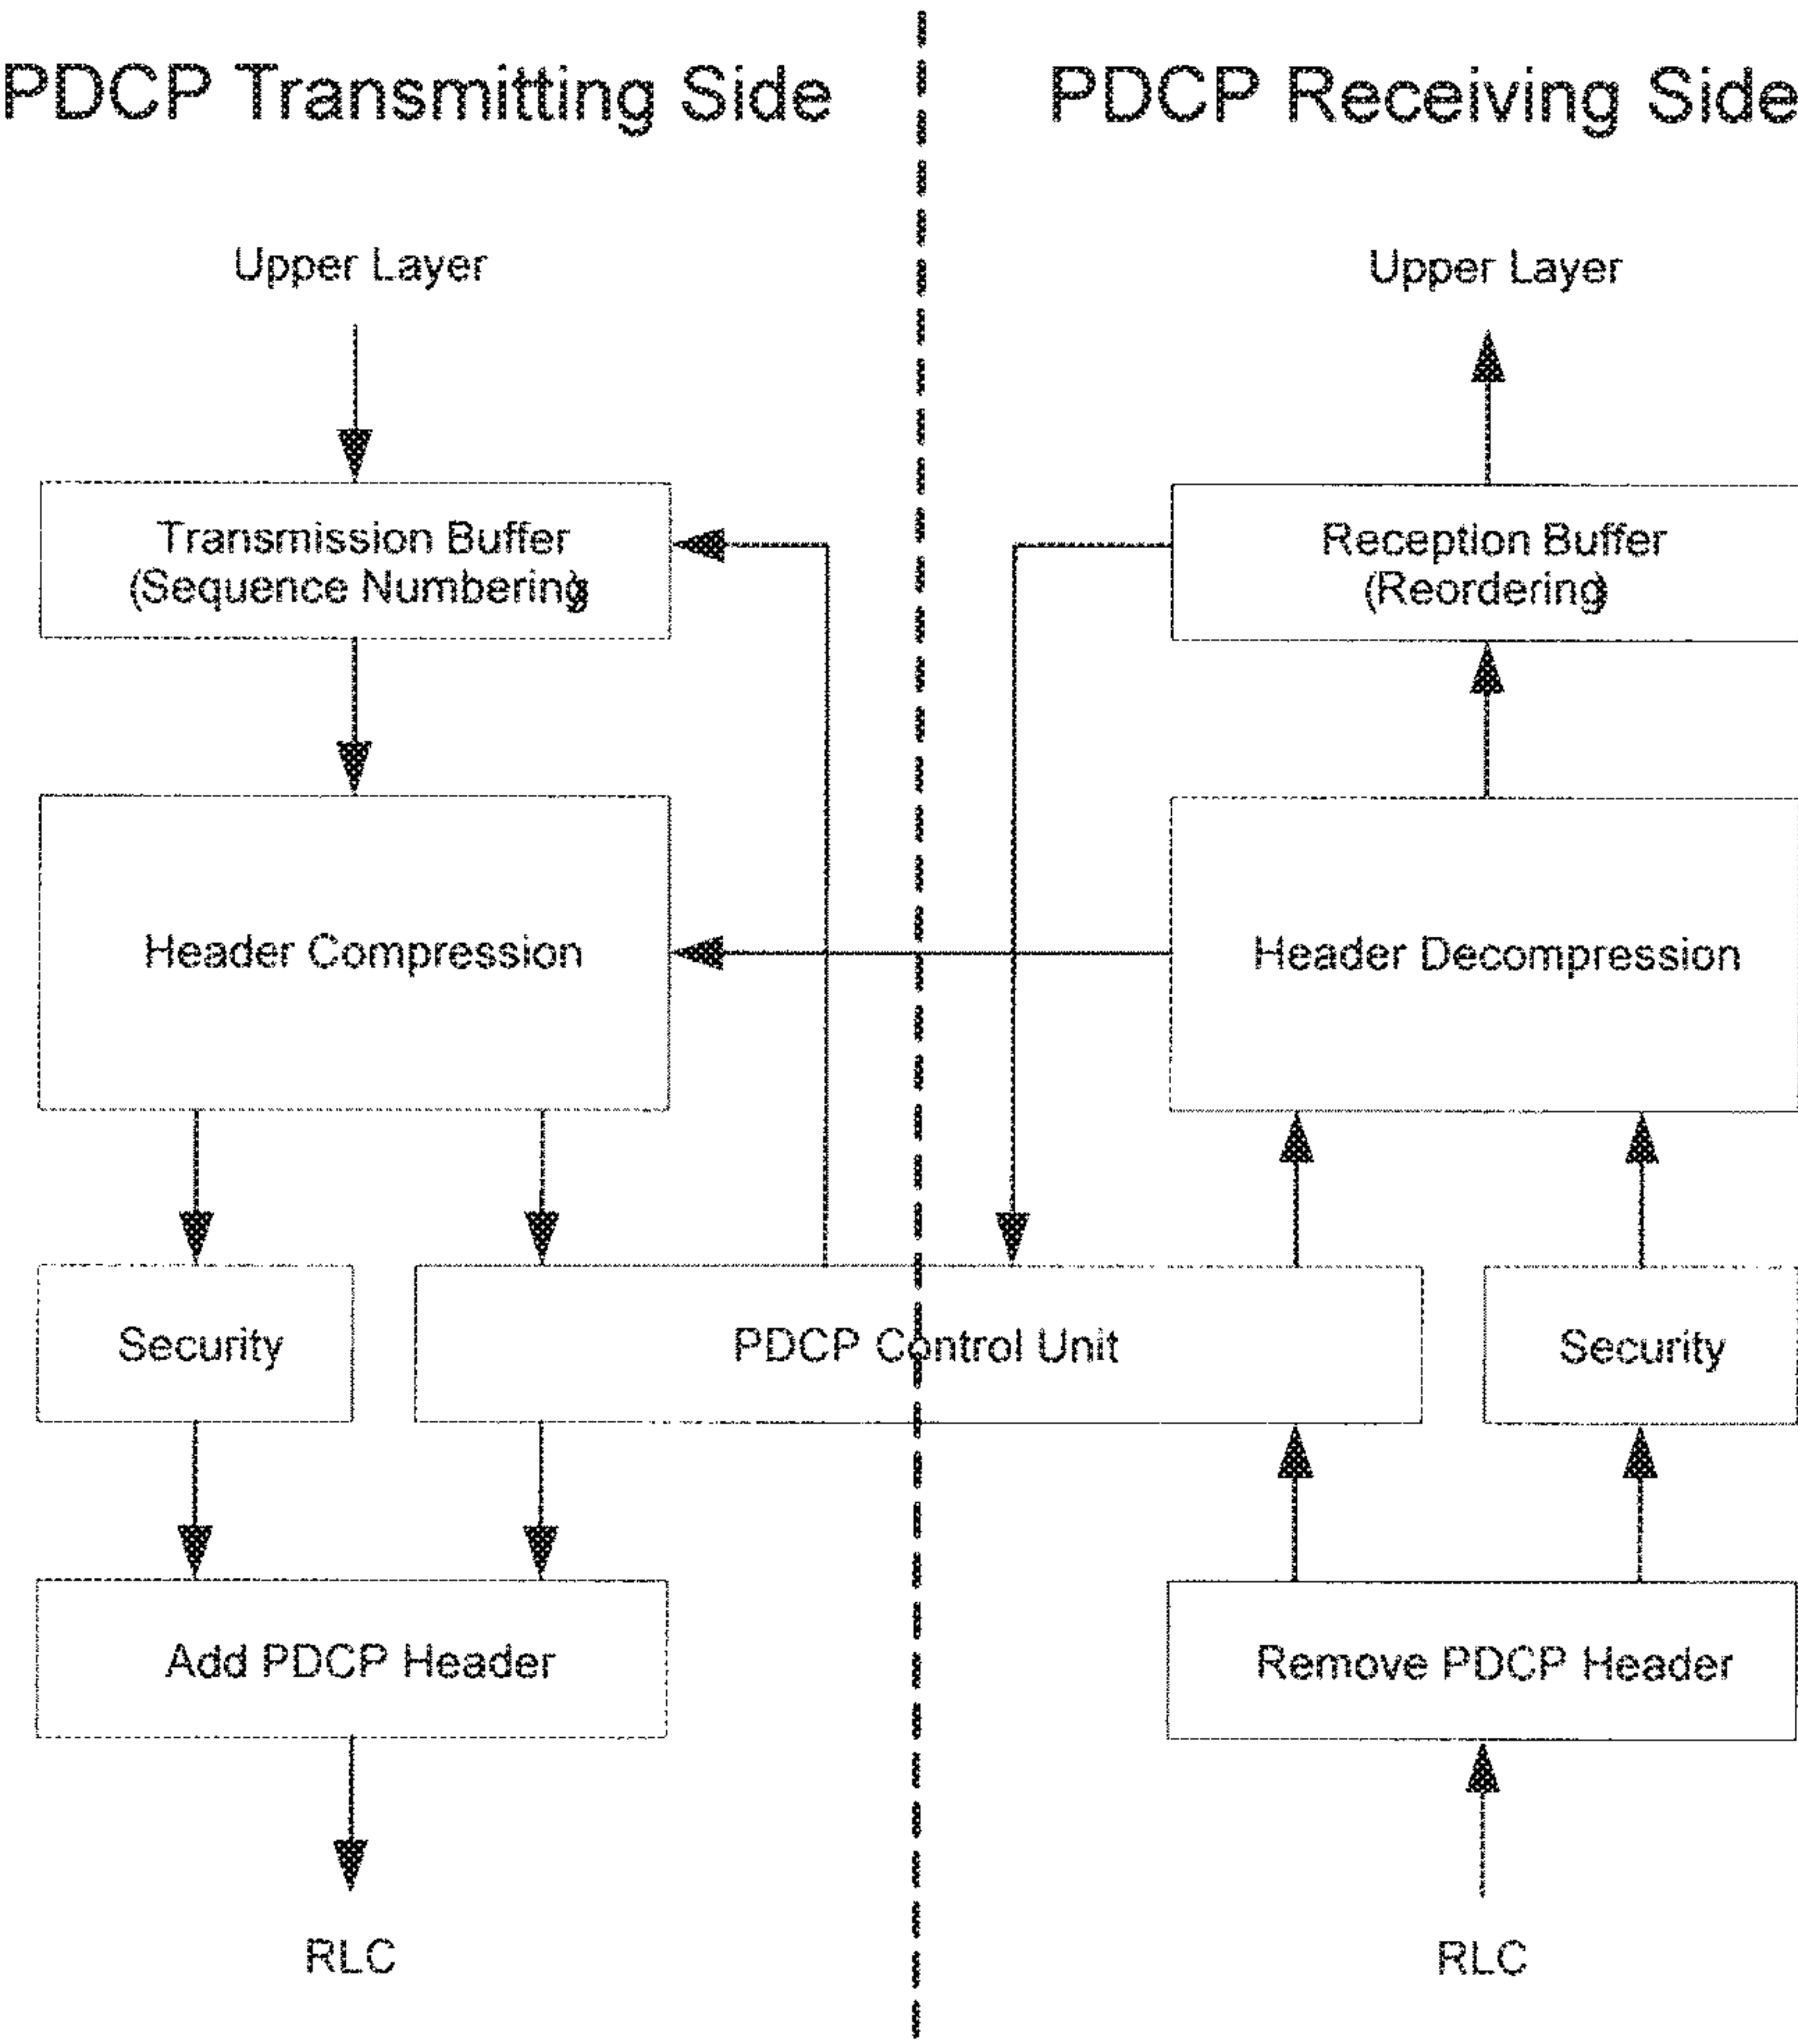 PDCP Transmitting Side
PDCP Receiving Side
Upper Layer
Upper Layer
Transmission Buffer
(Sequence Numbering)
Reception Buffer
(Reordering)
Header Compression
Header Decompression
Security
PDCP Control Unit
Security
Add PDCP Header
Remove PDCP Header
RLC
RLC